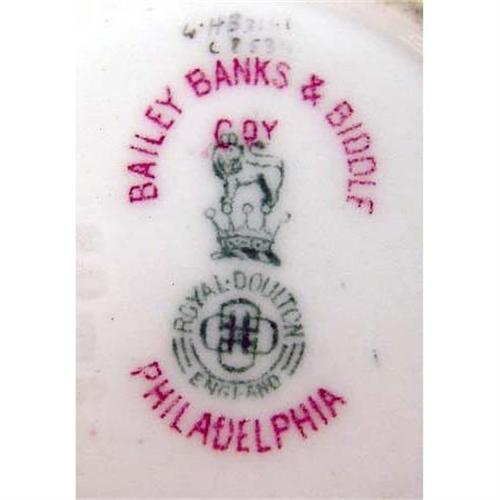 BAILEY BANKS & BIDDLE
COY
ROYAL·DOULTON
ENGLAND
PHILADELPHIA